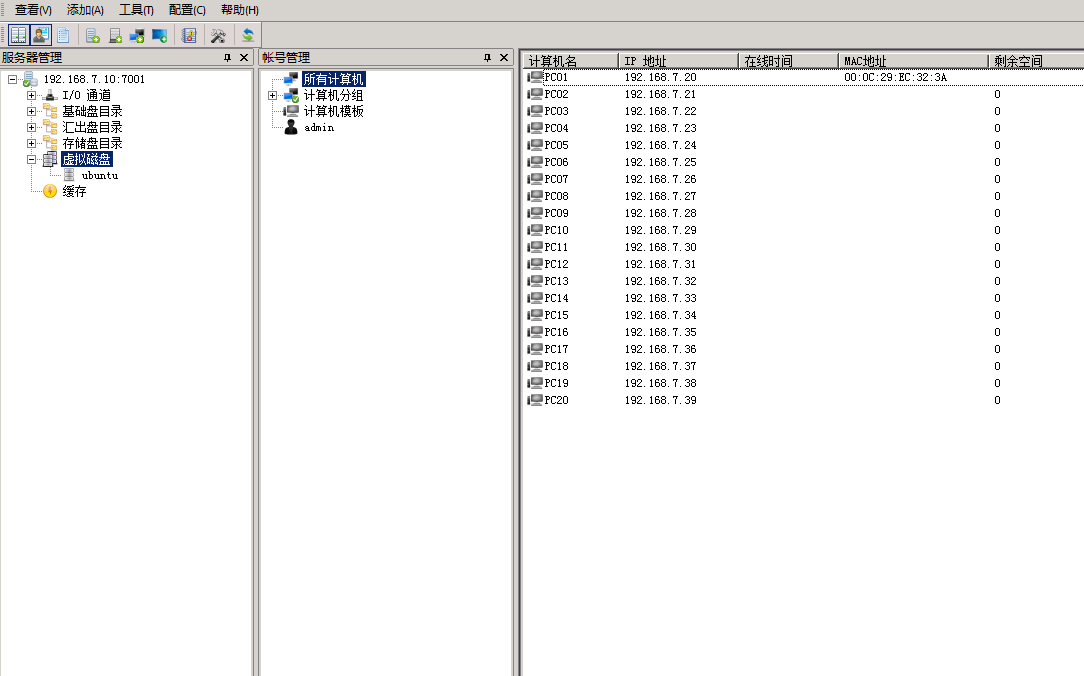 查看(V) 添加(A) 工具(T) 配置(C) 帮助(H)
服务器管理
192.168.7.10:7001
I/O 通道
基础盘目录
汇出盘目录
存储盘目录
虚拟磁盘
ubuntu
缓存
帐号管理
所有计算机
计算机分组
计算机模板
admin
计算机名 IP 地址 在线时间 MAC地址 剩余空间
PC01 192.168.7.20 00:0C:29:EC:32:3A
PC02 192.168.7.21 0
PC03 192.168.7.22 0
PC04 192.168.7.23 0
PC05 192.168.7.24 0
PC06 192.168.7.25 0
PC07 192.168.7.26 0
PC08 192.168.7.27 0
PC09 192.168.7.28 0
PC10 192.168.7.29 0
PC11 192.168.7.30 0
PC12 192.168.7.31 0
PC13 192.168.7.32 0
PC14 192.168.7.33 0
PC15 192.168.7.34 0
PC16 192.168.7.35 0
PC17 192.168.7.36 0
PC18 192.168.7.37 0
PC19 192.168.7.38 0
PC20 192.168.7.39 0